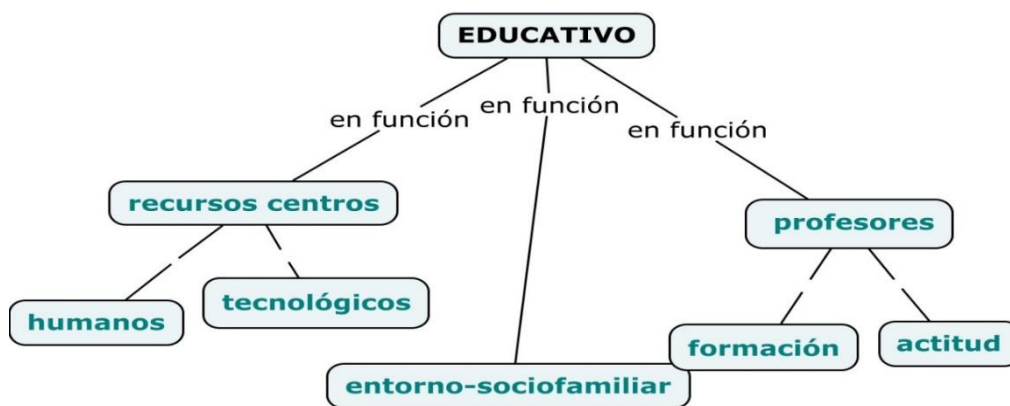 EDUCATIVO
en función
en función
en función
recursos centros
profesores
humanos
tecnológicos
formación
actitud
entorno-sociofamiliar